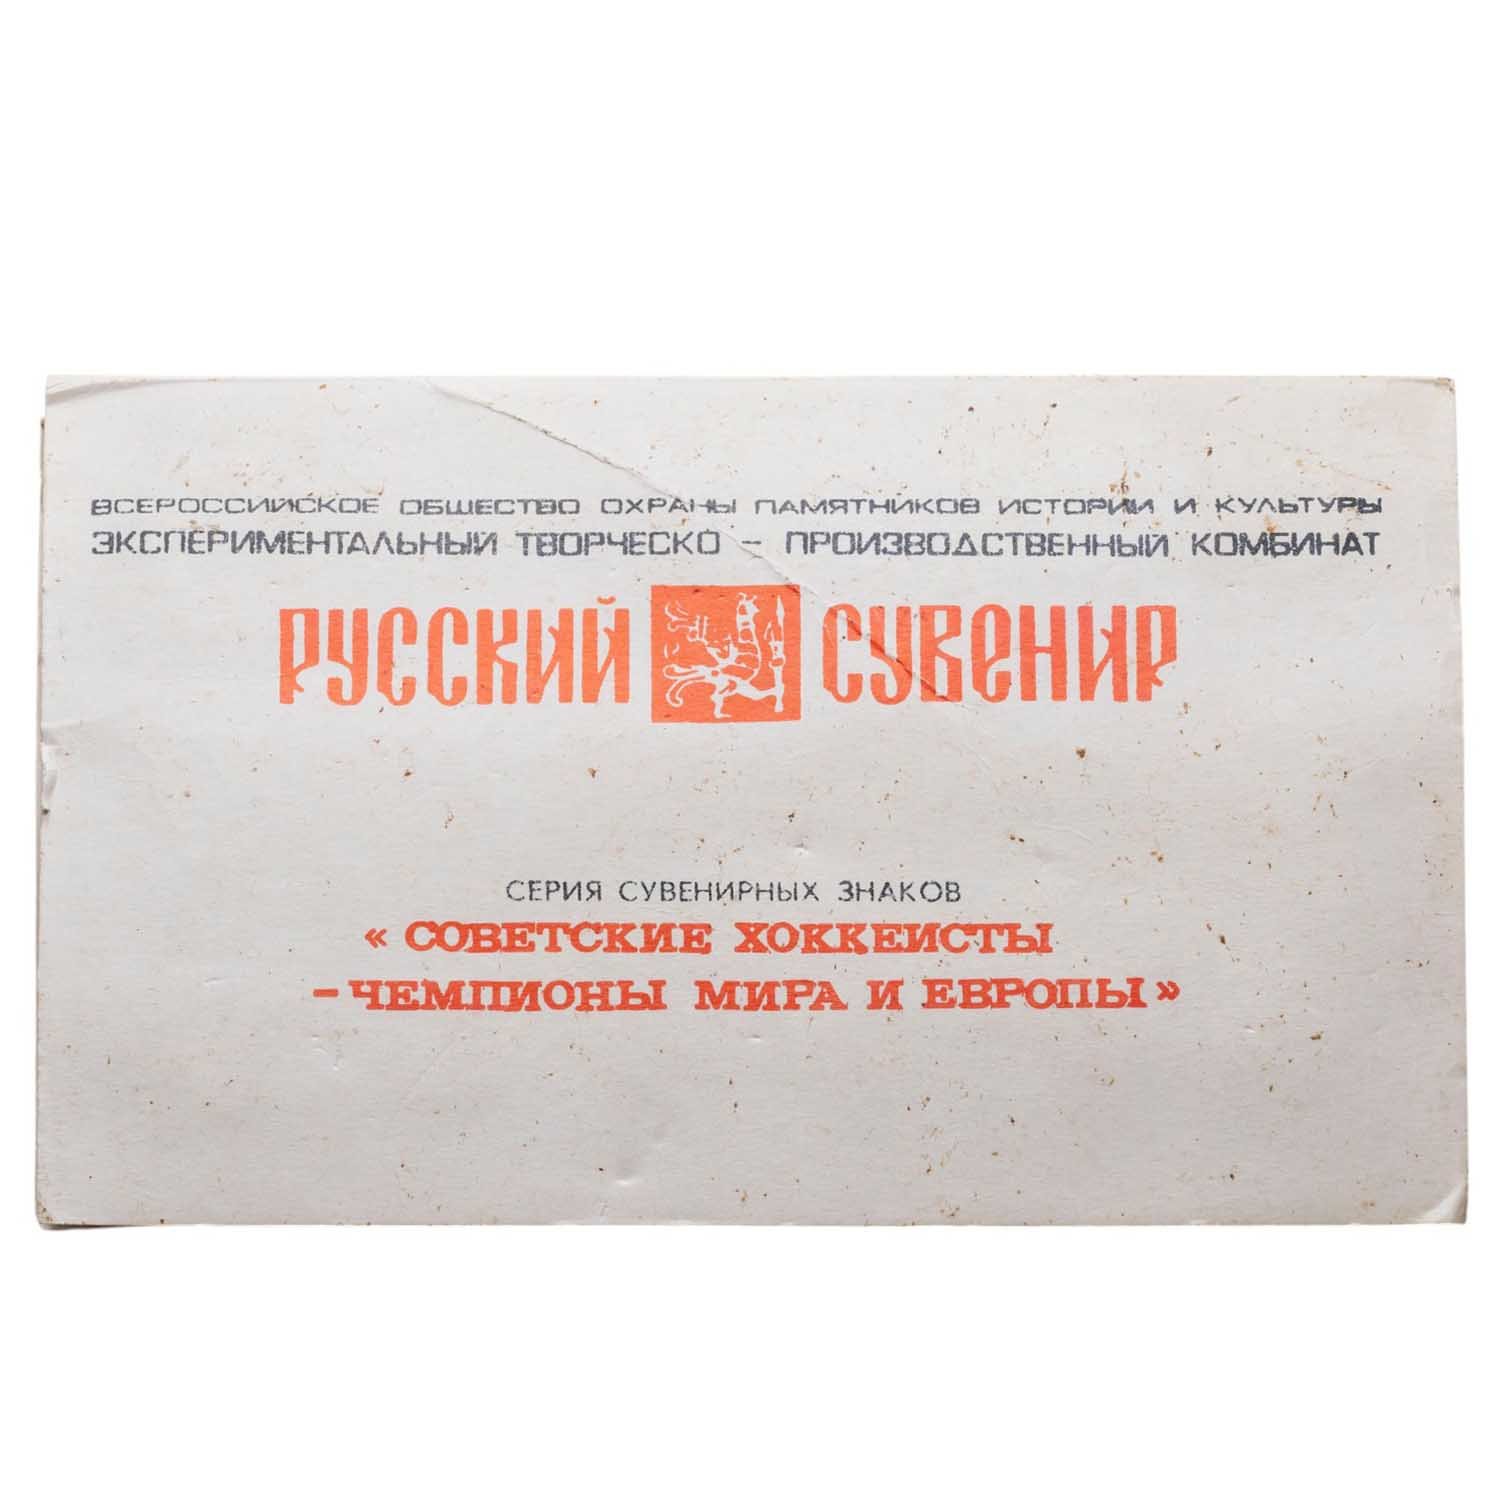 ВСЕРОССИЙСКОЕ ОБЩЕСТВО ОХРАНЫ ПАМЯТНИКОВ ИСТОРИИ И КУЛЬТУРЫ
ЭКСПЕРИМЕНТАЛЬНЫЙ ТВОРЧЕСКО – ПРОИЗВОДСТВЕННЫЙ КОМБИНАТ
РУССКИЙ СУВЕНИР
СЕРИЯ СУВЕНИРНЫХ ЗНАКОВ
« СОВЕТСКИЕ ХОККЕИСТЫ
– ЧЕМПИОНЫ МИРА И ЕВРОПЫ »